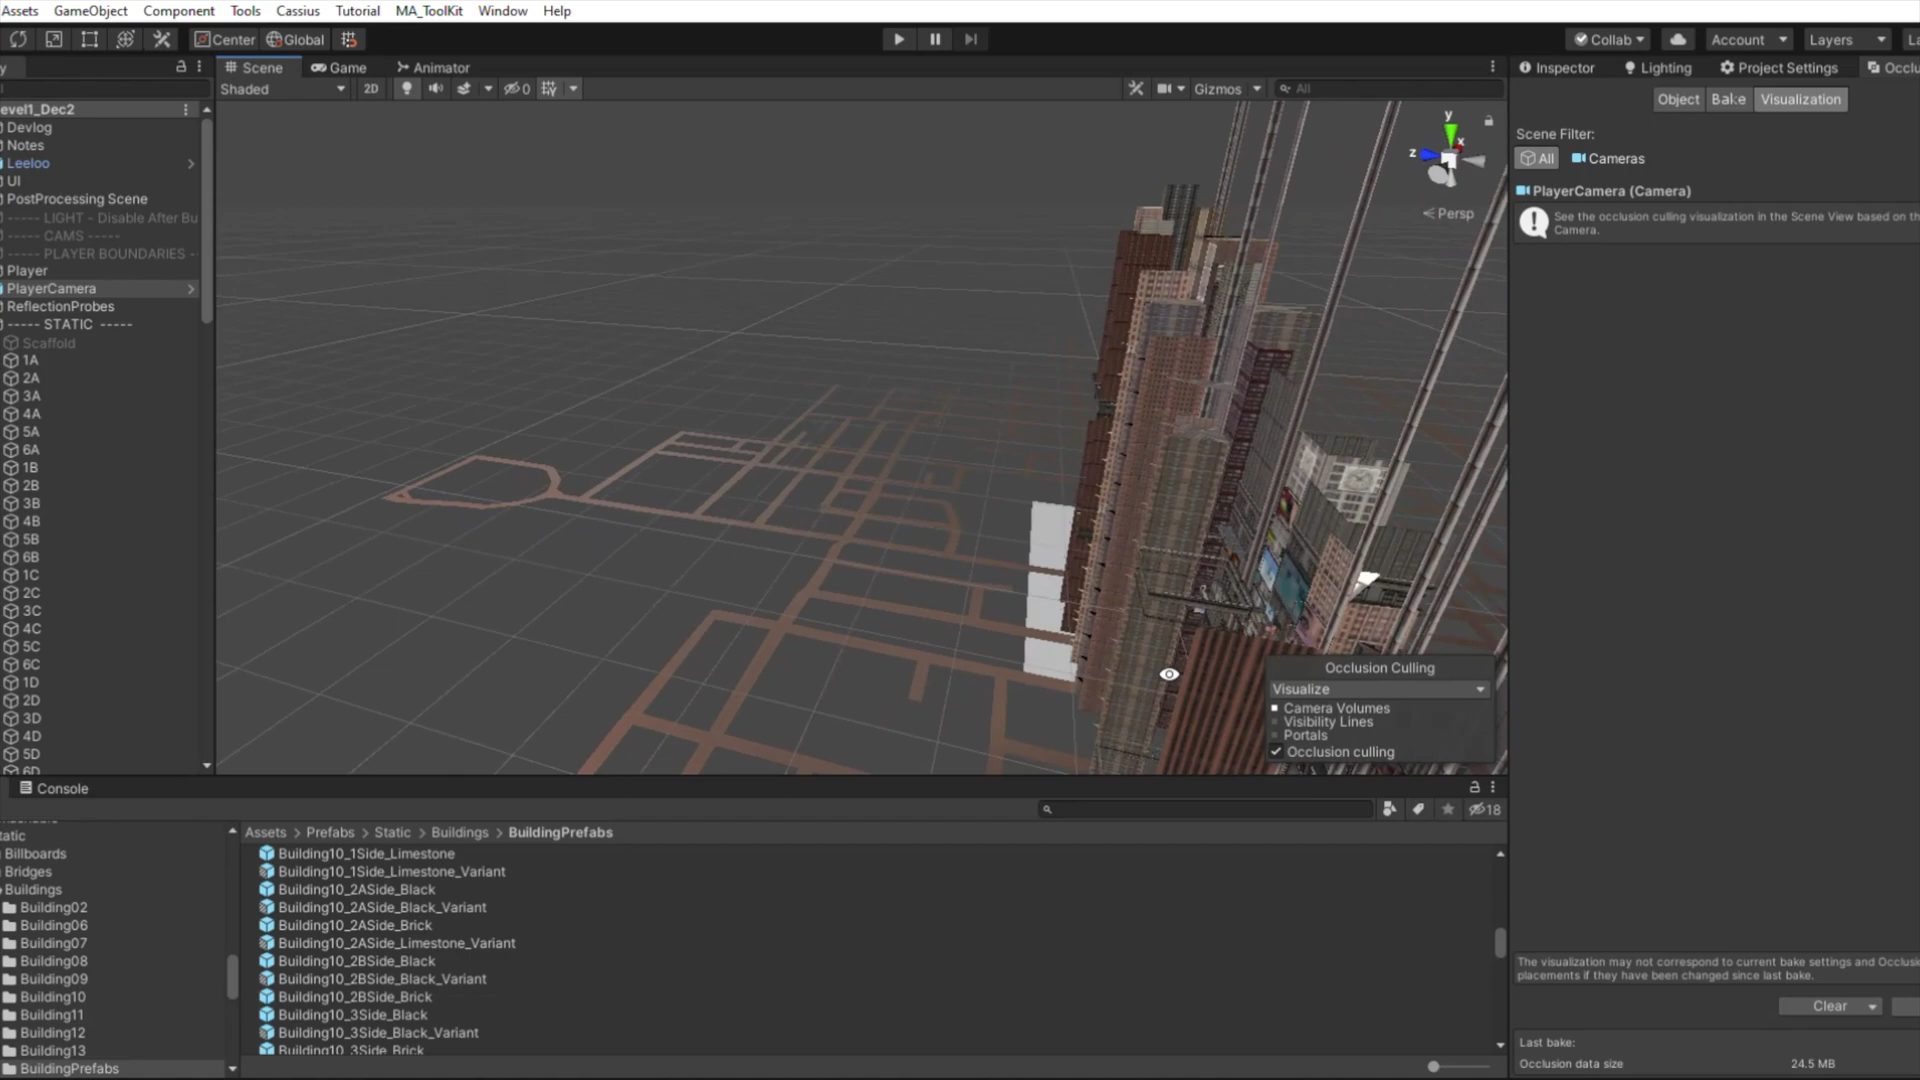 Assets GameObject Component Tools Cassius Tutorial MA_ToolKit Window Help
Center Global Collab Account Layers
Scene Game Animator Inspector Lighting Project Settings
Shaded 2D 0 Gizmos All
Object Bake Visualization
Scene Filter:
All Cameras
PlayerCamera (Camera)
See the occlusion culling visualization in the Scene View based on the
Camera.
evel1_Dec2
Devlog
Notes
Leeloo
UI
PostProcessing Scene
----- LIGHT - Disable After Bu
----- CAMS -----
----- PLAYER BOUNDARIES -
Player
PlayerCamera
ReflectionProbes
----- STATIC -----
Scaffold
1A
2A
3A
4A
5A
6A
1B
2B
3B
4B
5B
6B
1C
2C
3C
4C
5C
6C
1D
2D
3D
4D
5D
6D
y
x
z
Persp
Occlusion Culling
Visualize
Camera Volumes
Visibility Lines
Portals
Occlusion culling
Console
18
tatic
Billboards
Bridges
Buildings
Building02
Building06
Building07
Building08
Building09
Building10
Building11
Building12
Building13
BuildingPrefabs
Assets > Prefabs > Static > Buildings > BuildingPrefabs
Building10_1Side_Limestone
Building10_1Side_Limestone_Variant
Building10_2ASide_Black
Building10_2ASide_Black_Variant
Building10_2ASide_Brick
Building10_2ASide_Limestone_Variant
Building10_2BSide_Black
Building10_2BSide_Black_Variant
Building10_2BSide_Brick
Building10_3Side_Black
Building10_3Side_Black_Variant
Building10_3Side_Brick
The visualization may not correspond to current bake settings and Occlusio
placements if they have been changed since last bake.
Clear
Last bake:
Occlusion data size 24.5 MB